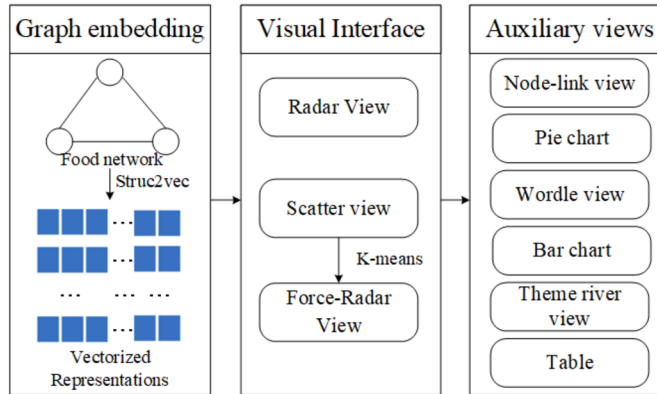 Graph embedding
Food network
Struc2vec
...
...
... ... ...
...
Vectorized
Representations
Visual Interface
Radar View
Scatter view
K-means
Force-Radar
View
Auxiliary views
Node-link view
Pie chart
Wordle view
Bar chart
Theme river
view
Table